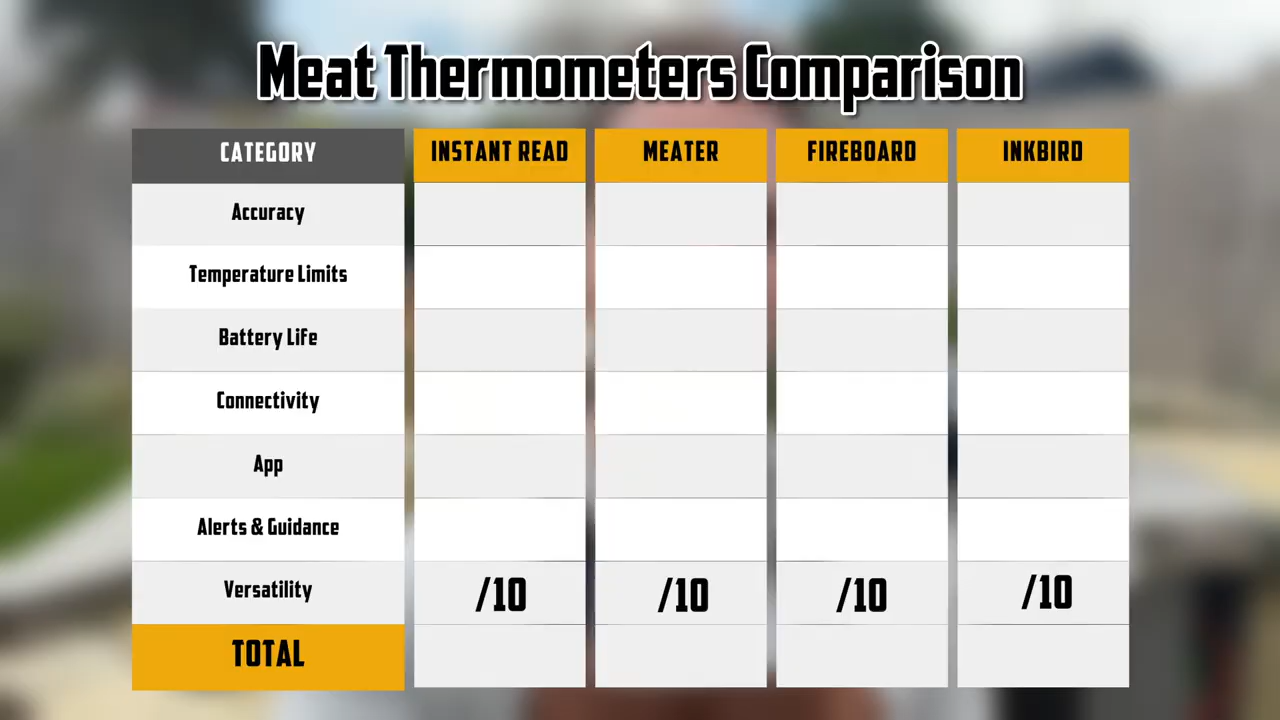 Meat Thermometers Comparison
CATEGORY INSTANT READ MEATER FIREBOARD INKBIRD
Accuracy
Temperature Limits
Battery Life
Connectivity
App
Alerts & Guidance
Versatility /10 /10 /10 /10
TOTAL